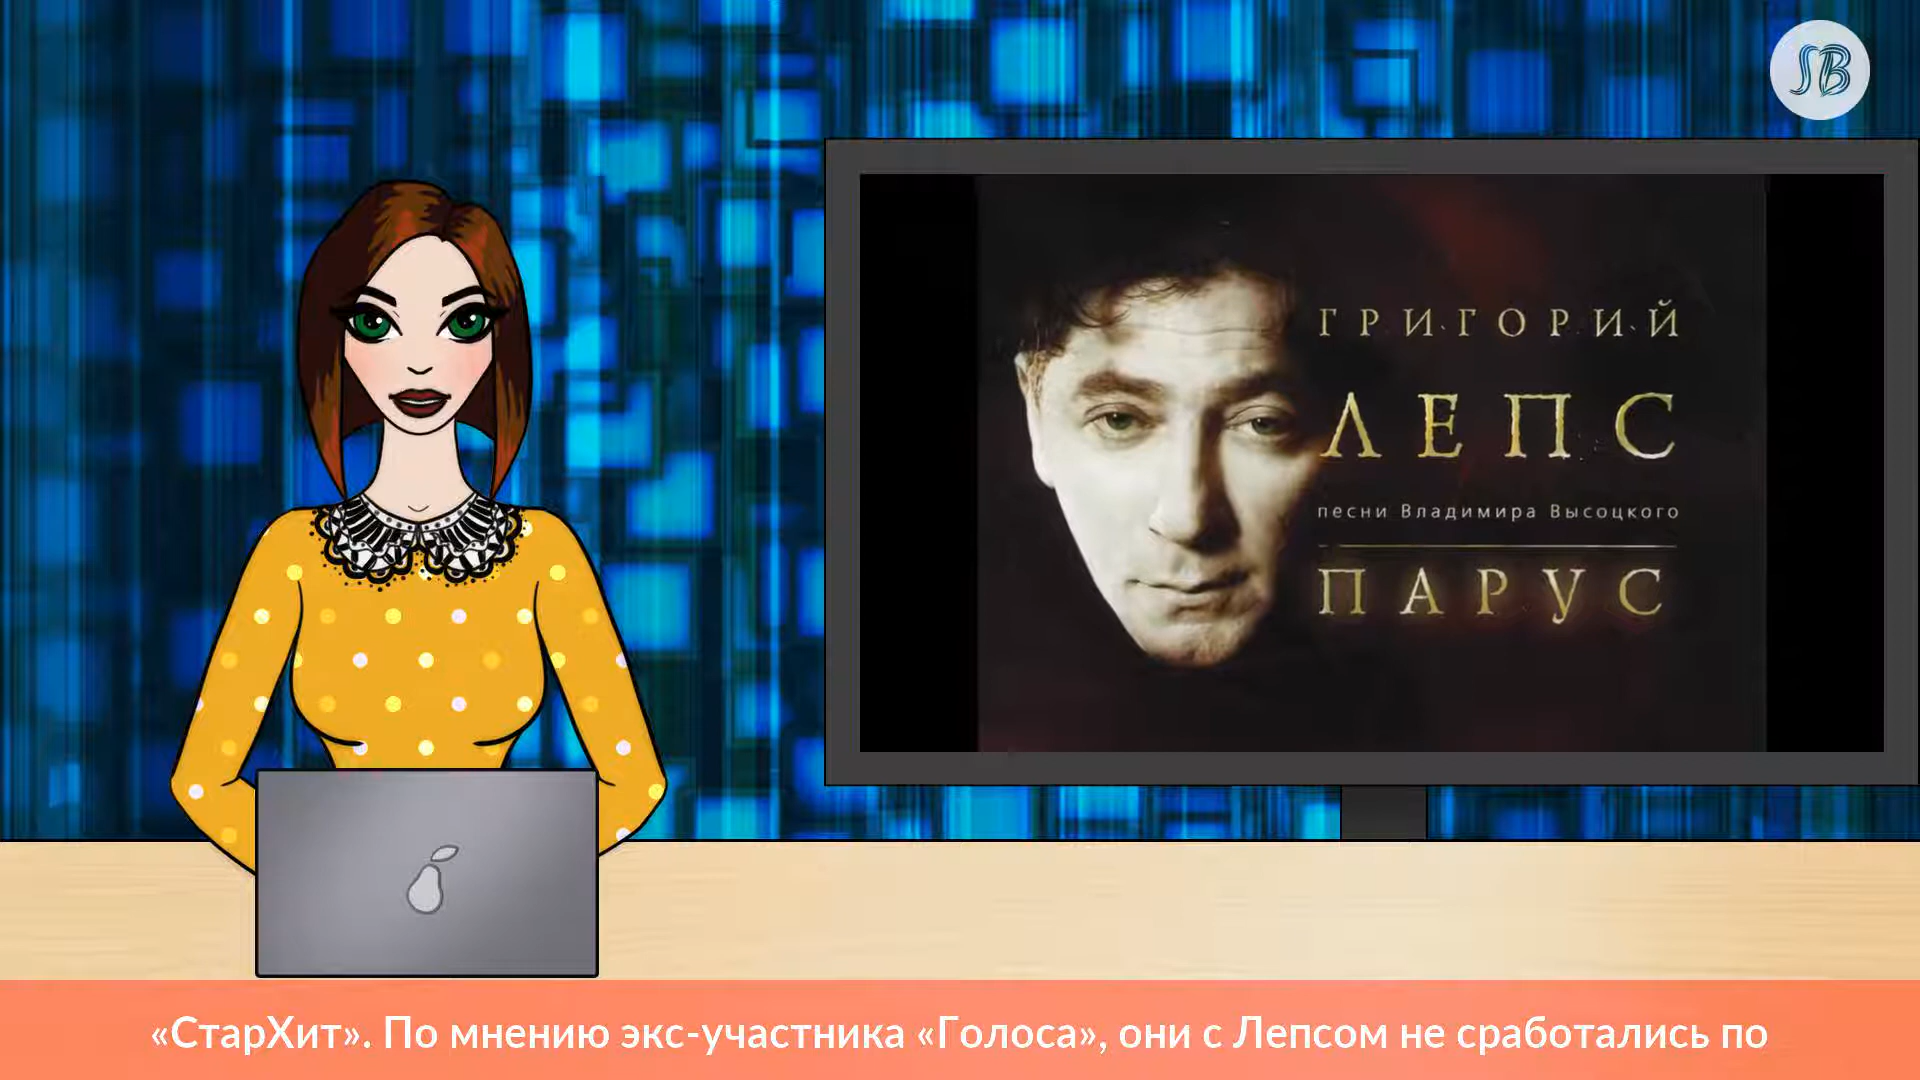 SB
ГРИГОРИЙ
ЛЕПС
песни Владимира Высоцкого
ПАРУС
«СтарХит». По мнению экс-участника «Голоса», они с Лепсом не сработались по